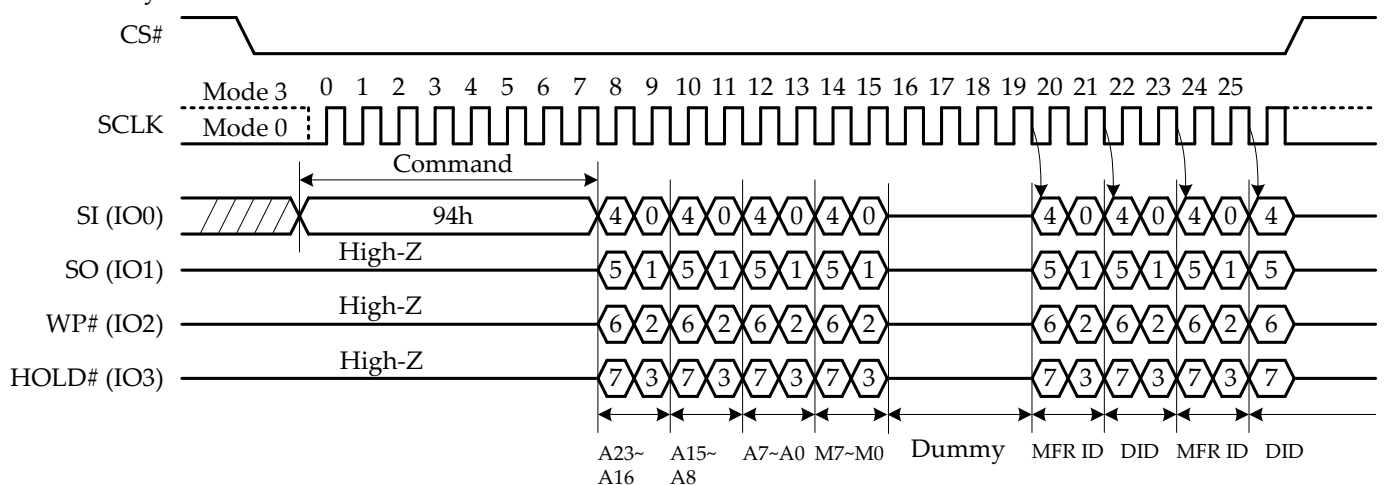 CS#
0 1 2 3 4 5 6 7 8 9 10 11 12 13 14 15 16 17 18 19 20 21 22 23 24 25
Mode 3
SCLK
Mode 0
Command
SI (IO0) 94h 4 0 4 0 4 0 4 0 4 0 4 0 4 0 4
High-Z
SO (IO1) 5 1 5 1 5 1 5 1 5 1 5 1 5 1 5
High-Z
WP# (IO2) 6 2 6 2 6 2 6 2 6 2 6 2 6 2 6
High-Z
HOLD# (IO3) 7 3 7 3 7 3 7 3 7 3 7 3 7 3 7
A23~ A15~ A7~A0 M7~M0 Dummy MFR ID DID MFR ID DID
A16 A8